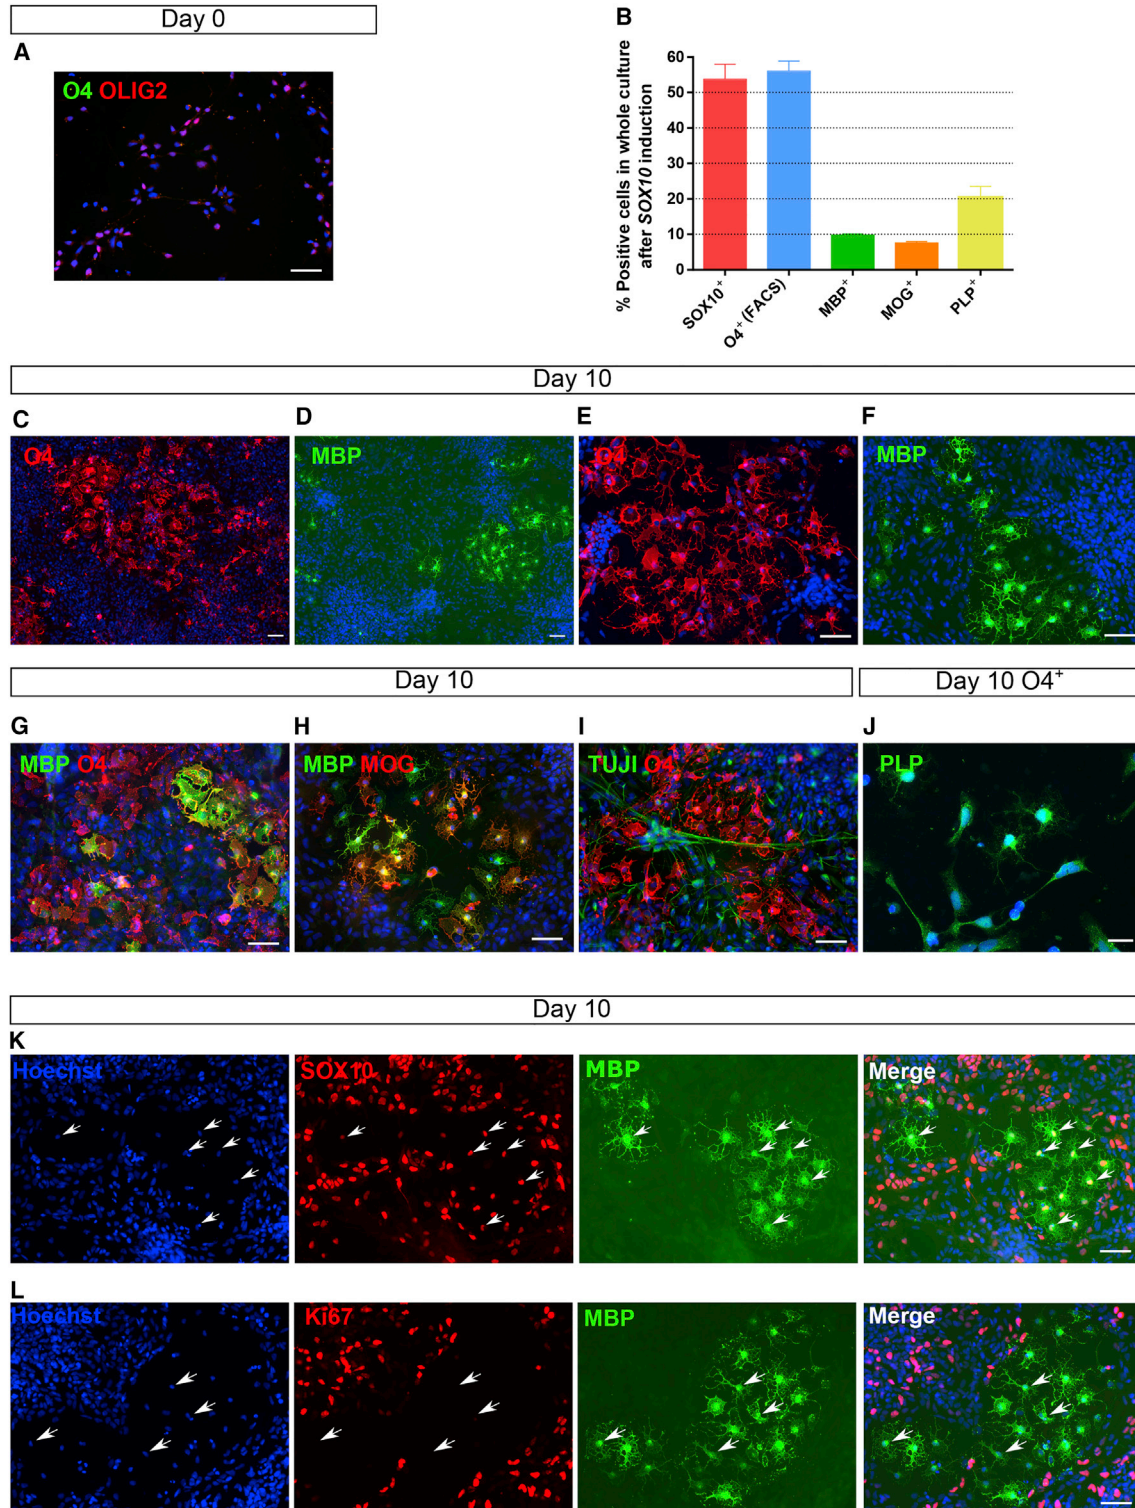 Day 0
A
O4 OLIG2
B
% Positive cells in whole culture
after SOX10 induction
60
50
40
30
20
10
0
SOX10+
O4+ (FACS)
MBP+
MOG+
PLP+
Day 10
C
D
E
F
O4
MBP
O4
MBP
Day 10
Day 10 O4+
G
H
I
J
MBP O4
MBP MOG
TUJI O4
PLP
Day 10
K
Hoechst
SOX10
MBP
Merge
L
Hoechst
Ki67
MBP
Merge